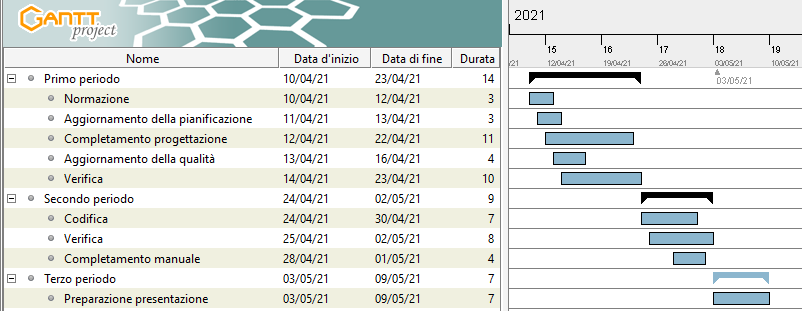 GANTT
project
2021
Nome Data d'inizio Data di fine Durata
15 16 17 18 19
/21 12/04/21 19/04/21 26/04/21 03/05/21 10/05/21
Primo periodo 10/04/21 23/04/21 14
03/05/21
Normazione 10/04/21 12/04/21 3
Aggiornamento della pianificazione 11/04/21 13/04/21 3
Completamento progettazione 12/04/21 22/04/21 11
Aggiornamento della qualità 13/04/21 16/04/21 4
Verifica 14/04/21 23/04/21 10
Secondo periodo 24/04/21 02/05/21 9
Codifica 24/04/21 30/04/21 7
Verifica 25/04/21 02/05/21 8
Completamento manuale 28/04/21 01/05/21 4
Terzo periodo 03/05/21 09/05/21 7
Preparazione presentazione 03/05/21 09/05/21 7